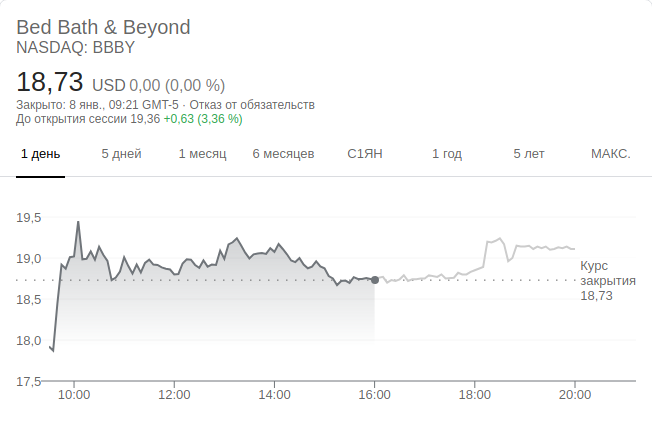 Bed Bath & Beyond
NASDAQ: BBBY
18,73 USD 0,00 (0,00 %)
Закрыто: 8 янв., 09:21 GMT-5 · Отказ от обязательств
До открытия сессии 19,36 +0,63 (3,36 %)
1 день 5 дней 1 месяц 6 месяцев С1ЯН 1 год 5 лет МАКС.
19,5
19,0
Курс
закрытия
18,5
18,73
18,0
17,5
10:00 12:00 14:00 16:00 18:00 20:00